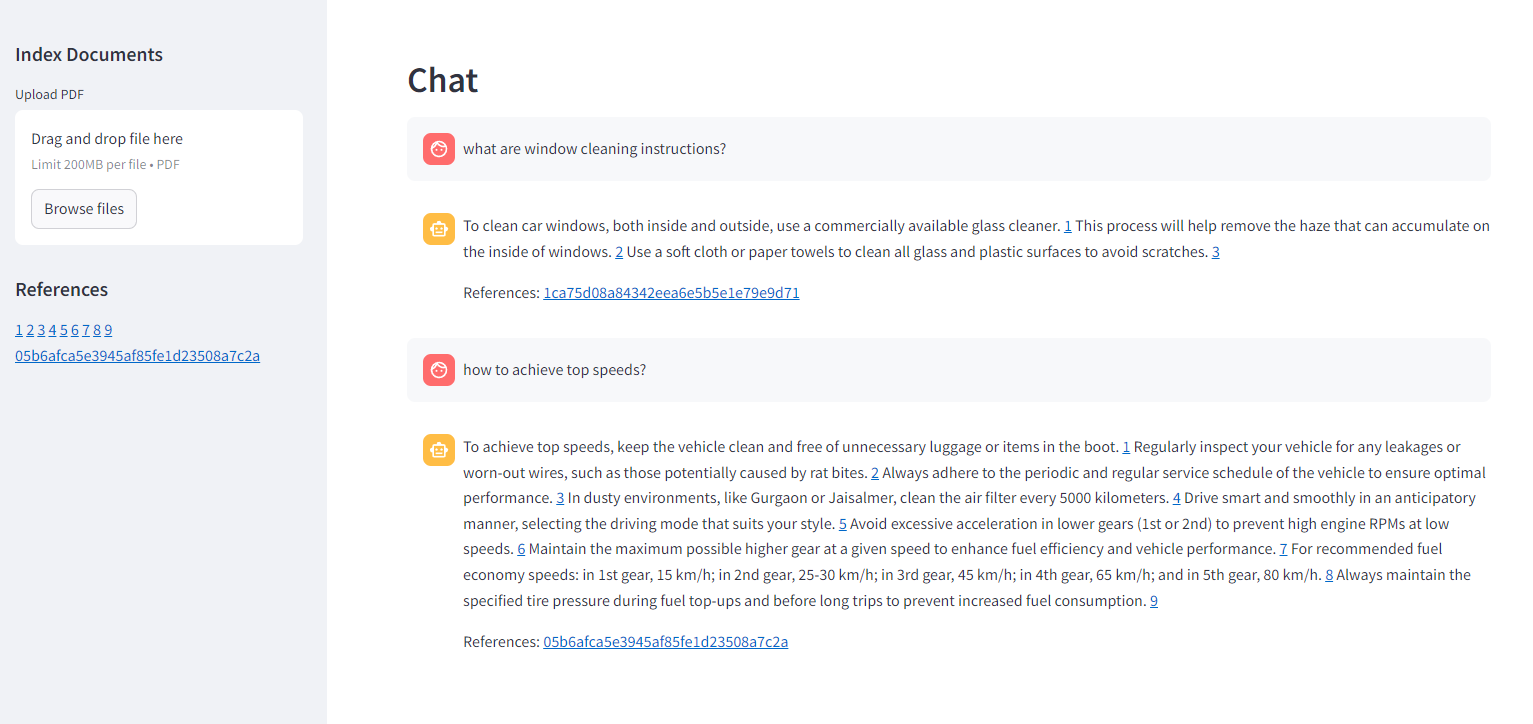 Index Documents
Upload PDF
Drag and drop file here
Limit 200MB per file • PDF
Browse files
References
1 2 3 4 5 6 7 8 9
05b6afca5e3945af85fe1d23508a7c2a
Chat
what are window cleaning instructions?
To clean car windows, both inside and outside, use a commercially available glass cleaner. 1 This process will help remove the haze that can accumulate on
the inside of windows. 2 Use a soft cloth or paper towels to clean all glass and plastic surfaces to avoid scratches. 3
References: 1ca75d08a84342eea6e5b5e1e79e9d71
how to achieve top speeds?
To achieve top speeds, keep the vehicle clean and free of unnecessary luggage or items in the boot. 1 Regularly inspect your vehicle for any leakages or
worn-out wires, such as those potentially caused by rat bites. 2 Always adhere to the periodic and regular service schedule of the vehicle to ensure optimal
performance. 3 In dusty environments, like Gurgaon or Jaisalmer, clean the air filter every 5000 kilometers. 4 Drive smart and smoothly in an anticipatory
manner, selecting the driving mode that suits your style. 5 Avoid excessive acceleration in lower gears (1st or 2nd) to prevent high engine RPMs at low
speeds. 6 Maintain the maximum possible higher gear at a given speed to enhance fuel efficiency and vehicle performance. 7 For recommended fuel
economy speeds: in 1st gear, 15 km/h; in 2nd gear, 25-30 km/h; in 3rd gear, 45 km/h; in 4th gear, 65 km/h; and in 5th gear, 80 km/h. 8 Always maintain the
specified tire pressure during fuel top-ups and before long trips to prevent increased fuel consumption. 9
References: 05b6afca5e3945af85fe1d23508a7c2a